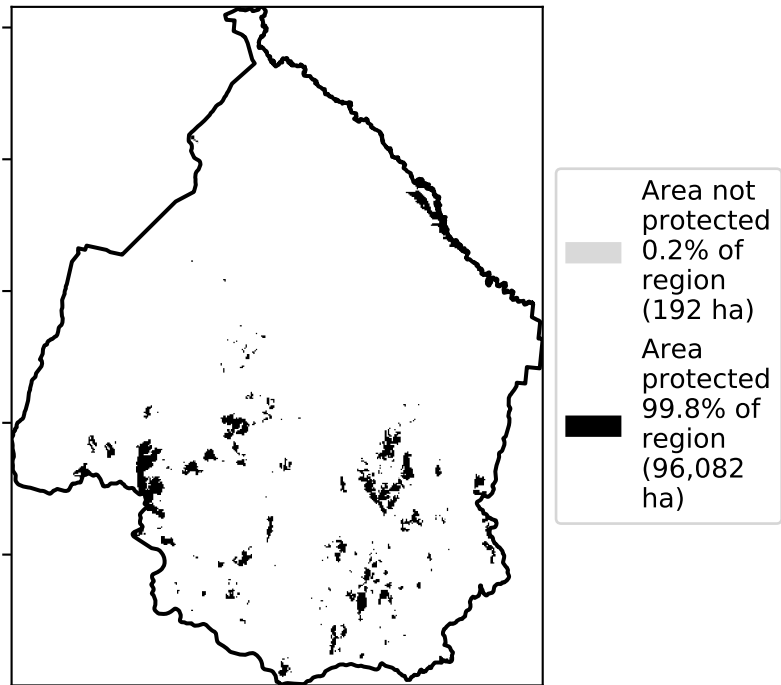 Area not
protected
0.2% of
region
(192 ha)
Area
protected
99.8% of
region
(96,082
ha)